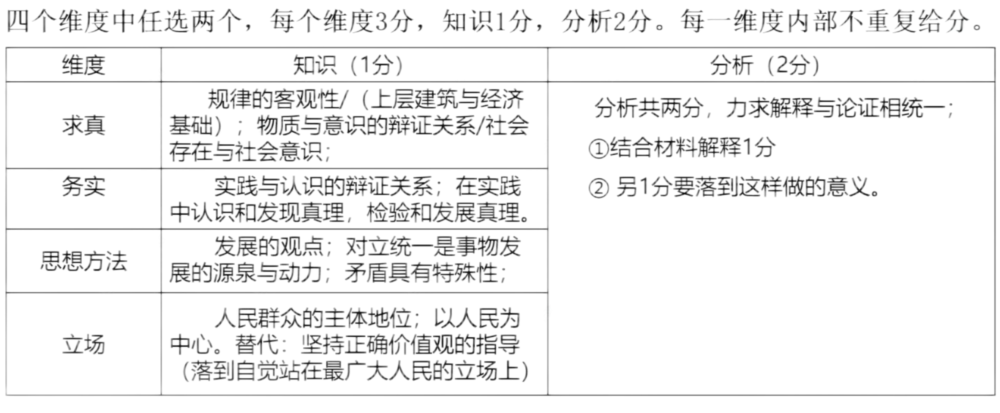 四个维度中任选两个，每个维度3分，知识1分，分析2分。每一维度内部不重复给分。
维度
知识（1分）
分析（2分）
求真
规律的客观性/（上层建筑与经济
基础）；物质与意识的辩证关系/社会
存在与社会意识；
分析共两分，力求解释与论证相统一；
①结合材料解释1分
② 另1分要落到这样做的意义。
务实
实践与认识的辩证关系；在实践
中认识和发现真理，检验和发展真理。
思想方法
发展的观点；对立统一是事物发
展的源泉与动力；矛盾具有特殊性；
立场
人民群众的主体地位；以人民为
中心。替代：坚持正确价值观的指导
（落到自觉站在最广大人民的立场上）